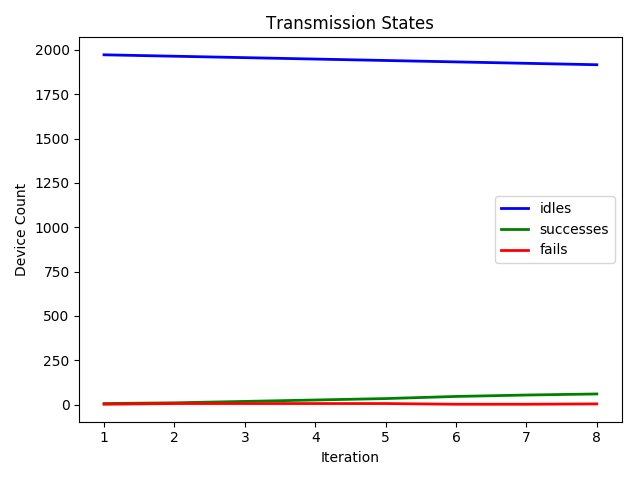 Transmission States
Device Count
2000
1750
1500
1250
1000
750
500
250
0
idles
successes
fails
1 2 3 4 5 6 7 8
Iteration